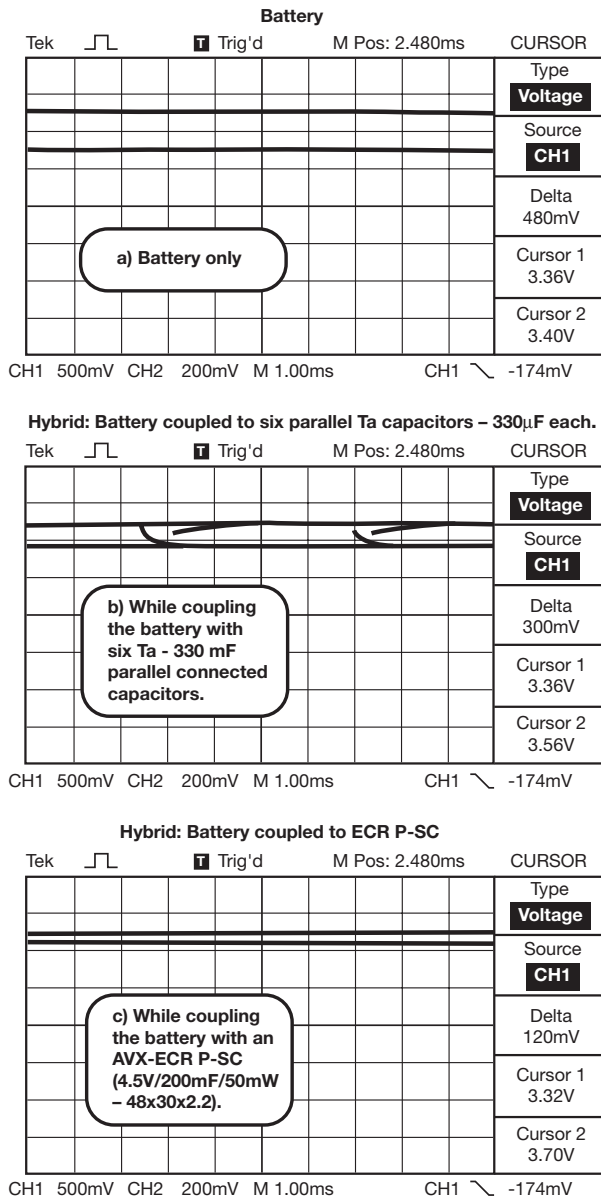 Battery
Tek T Trig'd M Pos: 2.480ms CURSOR
Type
Voltage
Source
CH1
Delta
480mV
Cursor 1
3.36V
Cursor 2
3.40V
a) Battery only
CH1 500mV CH2 200mV M 1.00ms CH1 -174mV
Hybrid: Battery coupled to six parallel Ta capacitors – 330µF each.
Tek T Trig'd M Pos: 2.480ms CURSOR
Type
Voltage
Source
CH1
Delta
300mV
Cursor 1
3.36V
Cursor 2
3.56V
b) While coupling
the battery with
six Ta - 330 mF
parallel connected
capacitors.
CH1 500mV CH2 200mV M 1.00ms CH1 -174mV
Hybrid: Battery coupled to ECR P-SC
Tek T Trig'd M Pos: 2.480ms CURSOR
Type
Voltage
Source
CH1
Delta
120mV
Cursor 1
3.32V
Cursor 2
3.70V
c) While coupling
the battery with an
AVX-ECR P-SC
(4.5V/200mF/50mW
– 48x30x2.2).
CH1 500mV CH2 200mV M 1.00ms CH1 -174mV